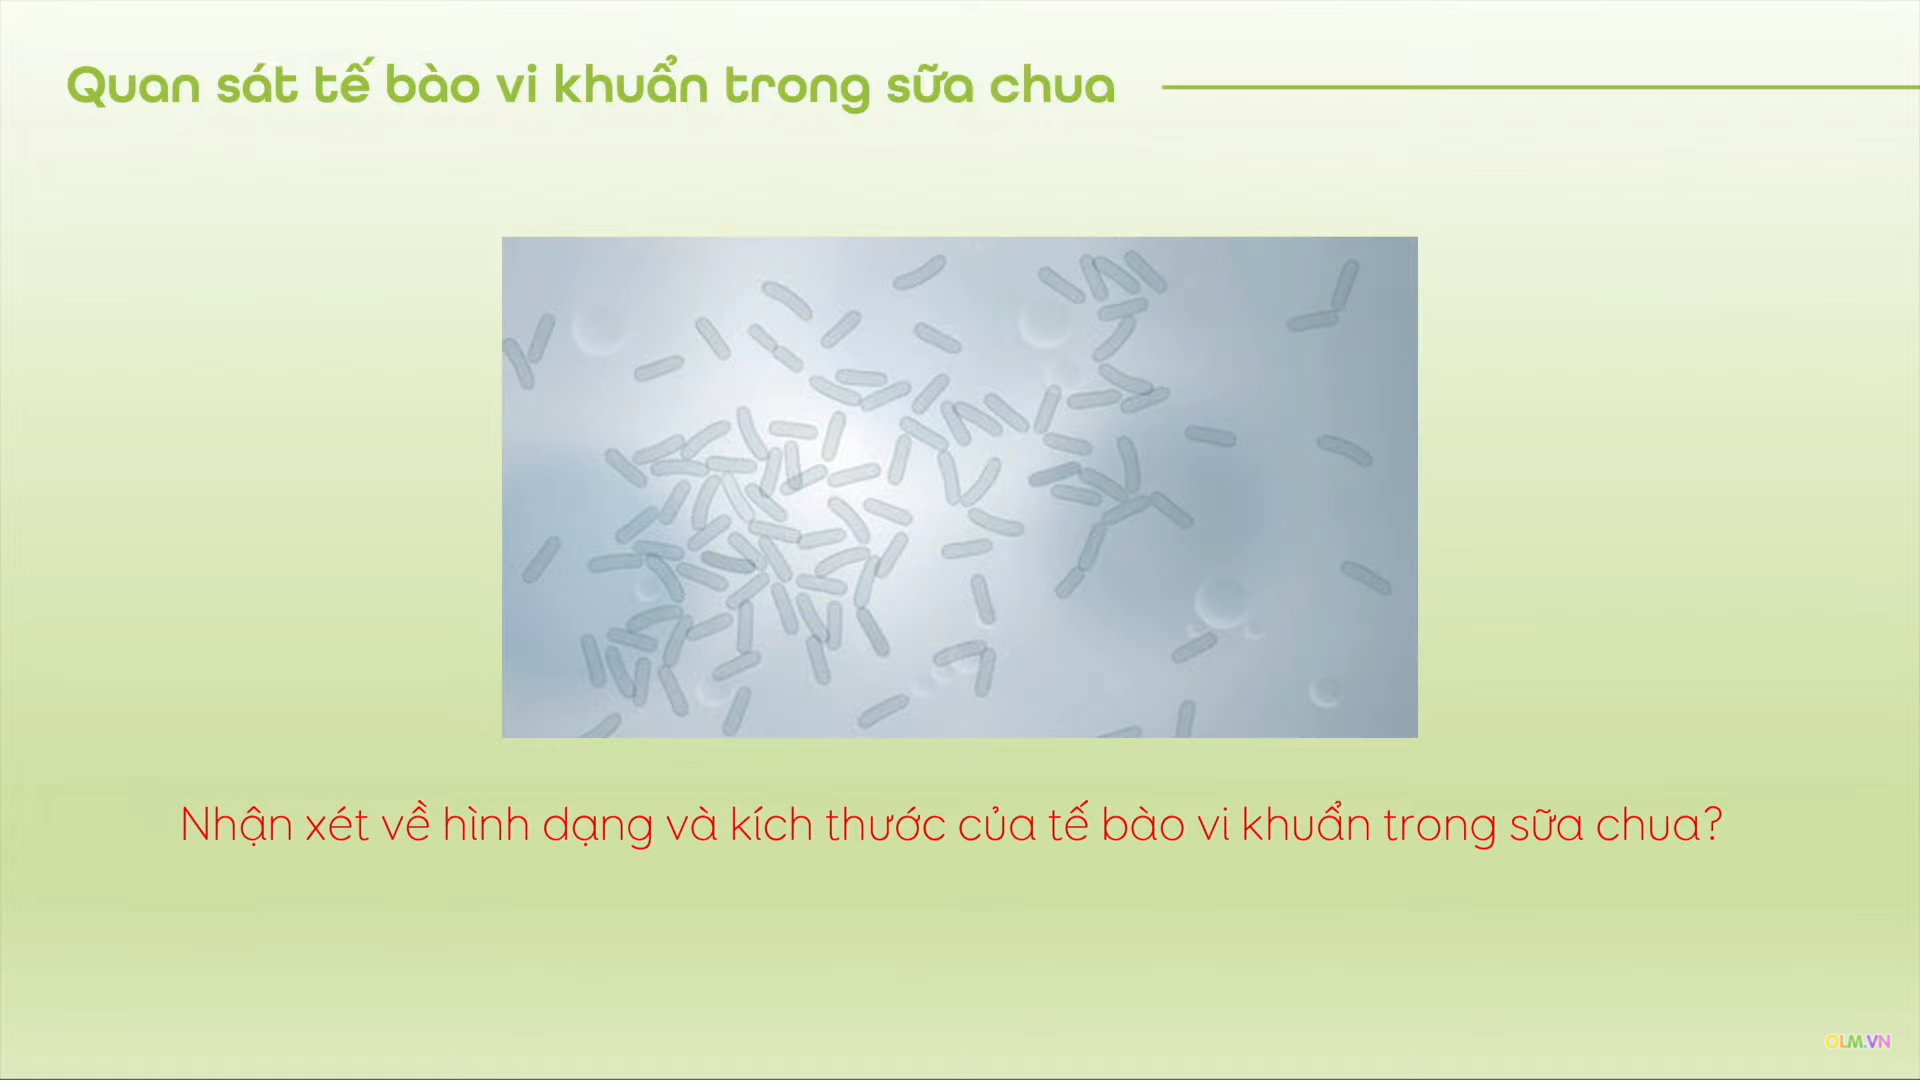 Quan sát tế bào vi khuẩn trong sữa chua
Nhận xét về hình dạng và kích thước của tế bào vi khuẩn trong sữa chua?
OLM.VN